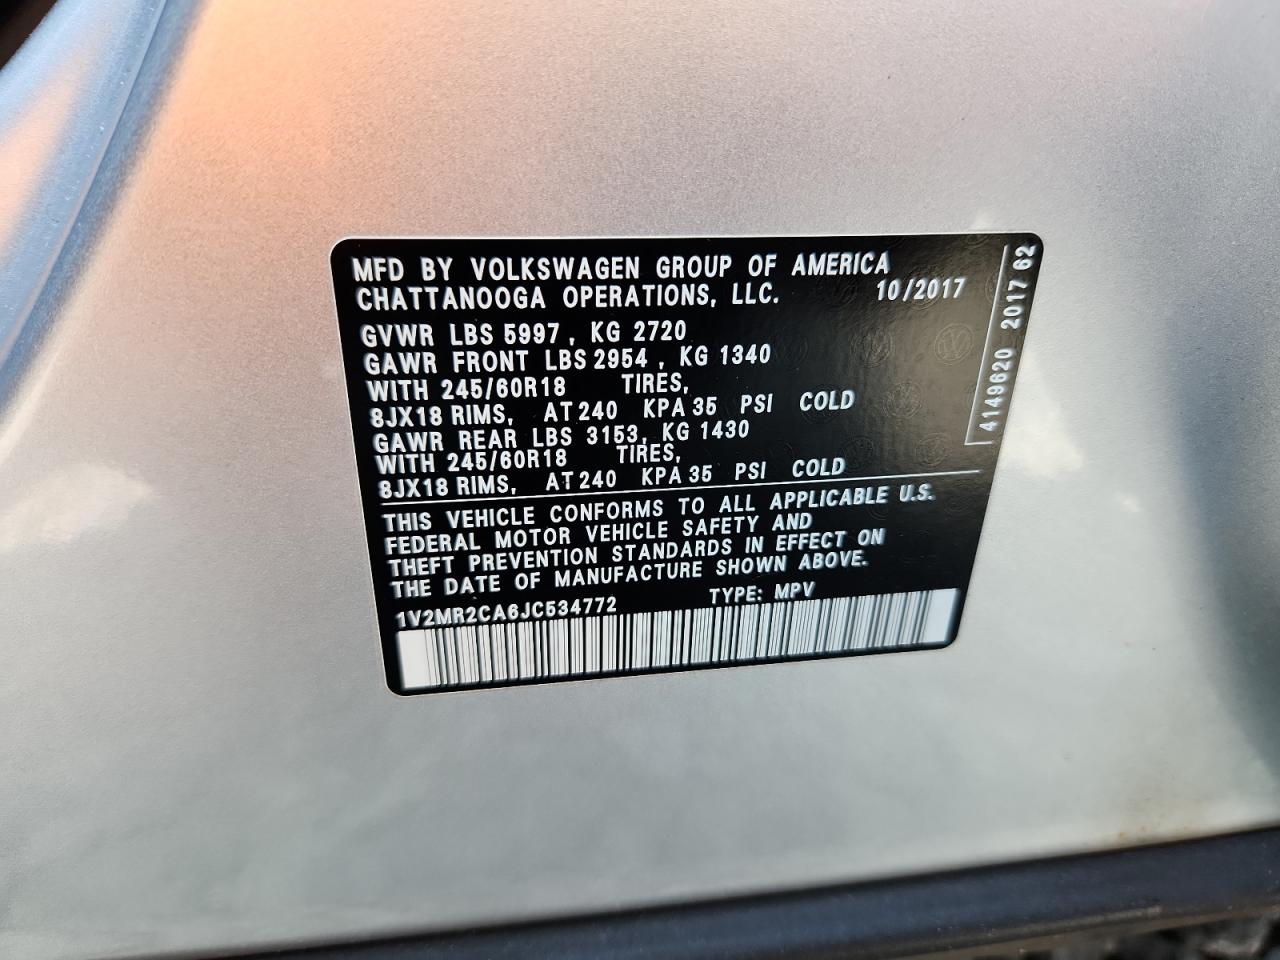 MFD BY VOLKSWAGEN GROUP OF AMERICA
CHATTANOOGA OPERATIONS, LLC. 10/2017
GVWR LBS 5997, KG 2720
GAWR FRONT LBS 2954, KG 1340
WITH 245/60R18 TIRES,
8JX18 RIMS, AT 240 KPA 35 PSI COLD
GAWR REAR LBS 3153, KG 1430
WITH 245/60R18 TIRES,
8JX18 RIMS, AT 240 KPA 35 PSI COLD
THIS VEHICLE CONFORMS TO ALL APPLICABLE U.S.
FEDERAL MOTOR VEHICLE SAFETY AND
THEFT PREVENTION STANDARDS IN EFFECT ON
THE DATE OF MANUFACTURE SHOWN ABOVE.
1V2MR2CA6JC534772 TYPE: MPV
4149620 2017 62